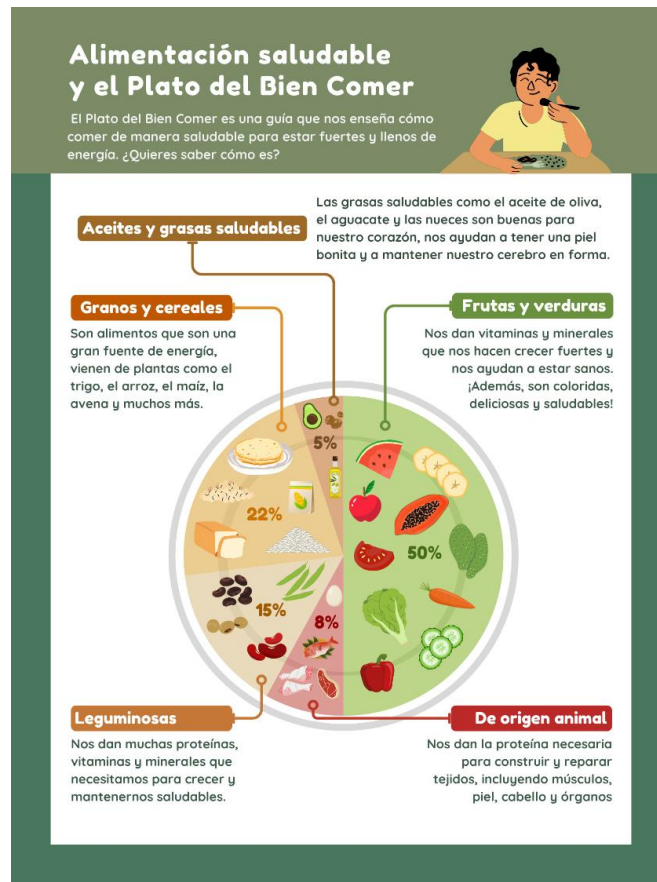 Alimentación saludable
y el Plato del Bien Comer
El Plato del Bien Comer es una guía que nos enseña cómo
comer de manera saludable para estar fuertes y llenos de
energía. ¿Quieres saber cómo es?
Aceites y grasas saludables
Las grasas saludables como el aceite de oliva,
el aguacate y las nueces son buenas para
nuestro corazón, nos ayudan a tener una piel
bonita y a mantener nuestro cerebro en forma.
Granos y cereales
Son alimentos que son una
gran fuente de energía,
vienen de plantas como el
trigo, el arroz, el maíz, la
avena y muchos más.
Frutas y verduras
Nos dan vitaminas y minerales
que nos hacen crecer fuertes y
nos ayudan a estar sanos.
¡Además, son coloridas,
deliciosas y saludables!
5%
22%
50%
15%
8%
Leguminosas
Nos dan muchas proteínas,
vitaminas y minerales que
necesitamos para crecer y
mantenernos saludables.
De origen animal
Nos dan la proteína necesaria
para construir y reparar
tejidos, incluyendo músculos,
piel, cabello y órganos